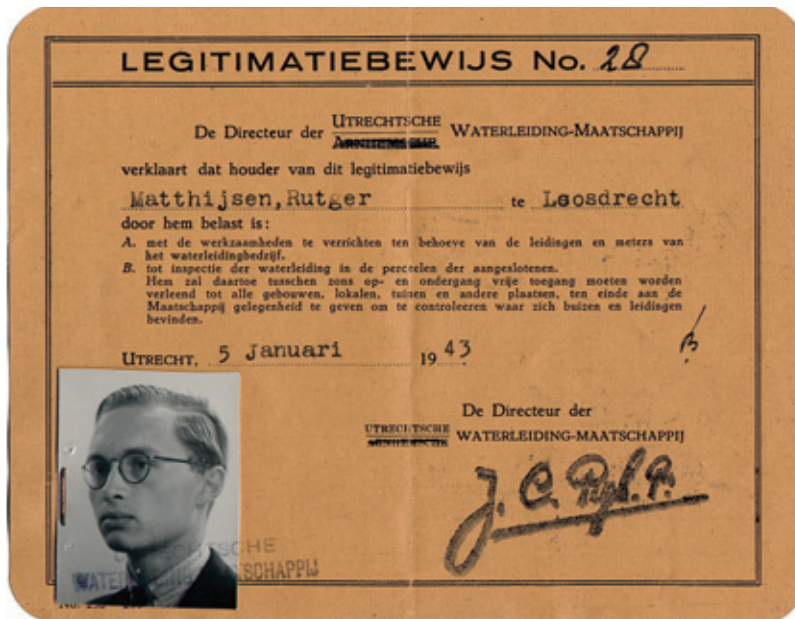 LEGITIMATIEBEWIJS No. 28
De Directeur der UTRECHTSCHE WATERLEIDING-MAATSCHAPPIJ
ARNHEMSCHE
verklaart dat houder van dit legitimatiebewijs
Matthijsen, Rutger te Loosdrecht
door hem belast is:
A. met de werkzaamheden te verrichten ten behoeve van de leidingen en meters van
het waterleidingbedrijf.
B. tot inspectie der waterleiding in de perceelen der aangeslotenen.
Hem zal daartoe tusschen zons op- en ondergang vrije toegang moeten worden
verleend tot alle gebouwen, lokalen, tuinen en andere plaatsen, ten einde aan de
Maatschappij gelegenheid te geven om te controleeren waar zich buizen en leidingen
bevinden.
UTRECHT, 5 Januari 1943
De Directeur der
UTRECHTSCHE WATERLEIDING-MAATSCHAPPIJ
ARNHEMSCHE
J. C.